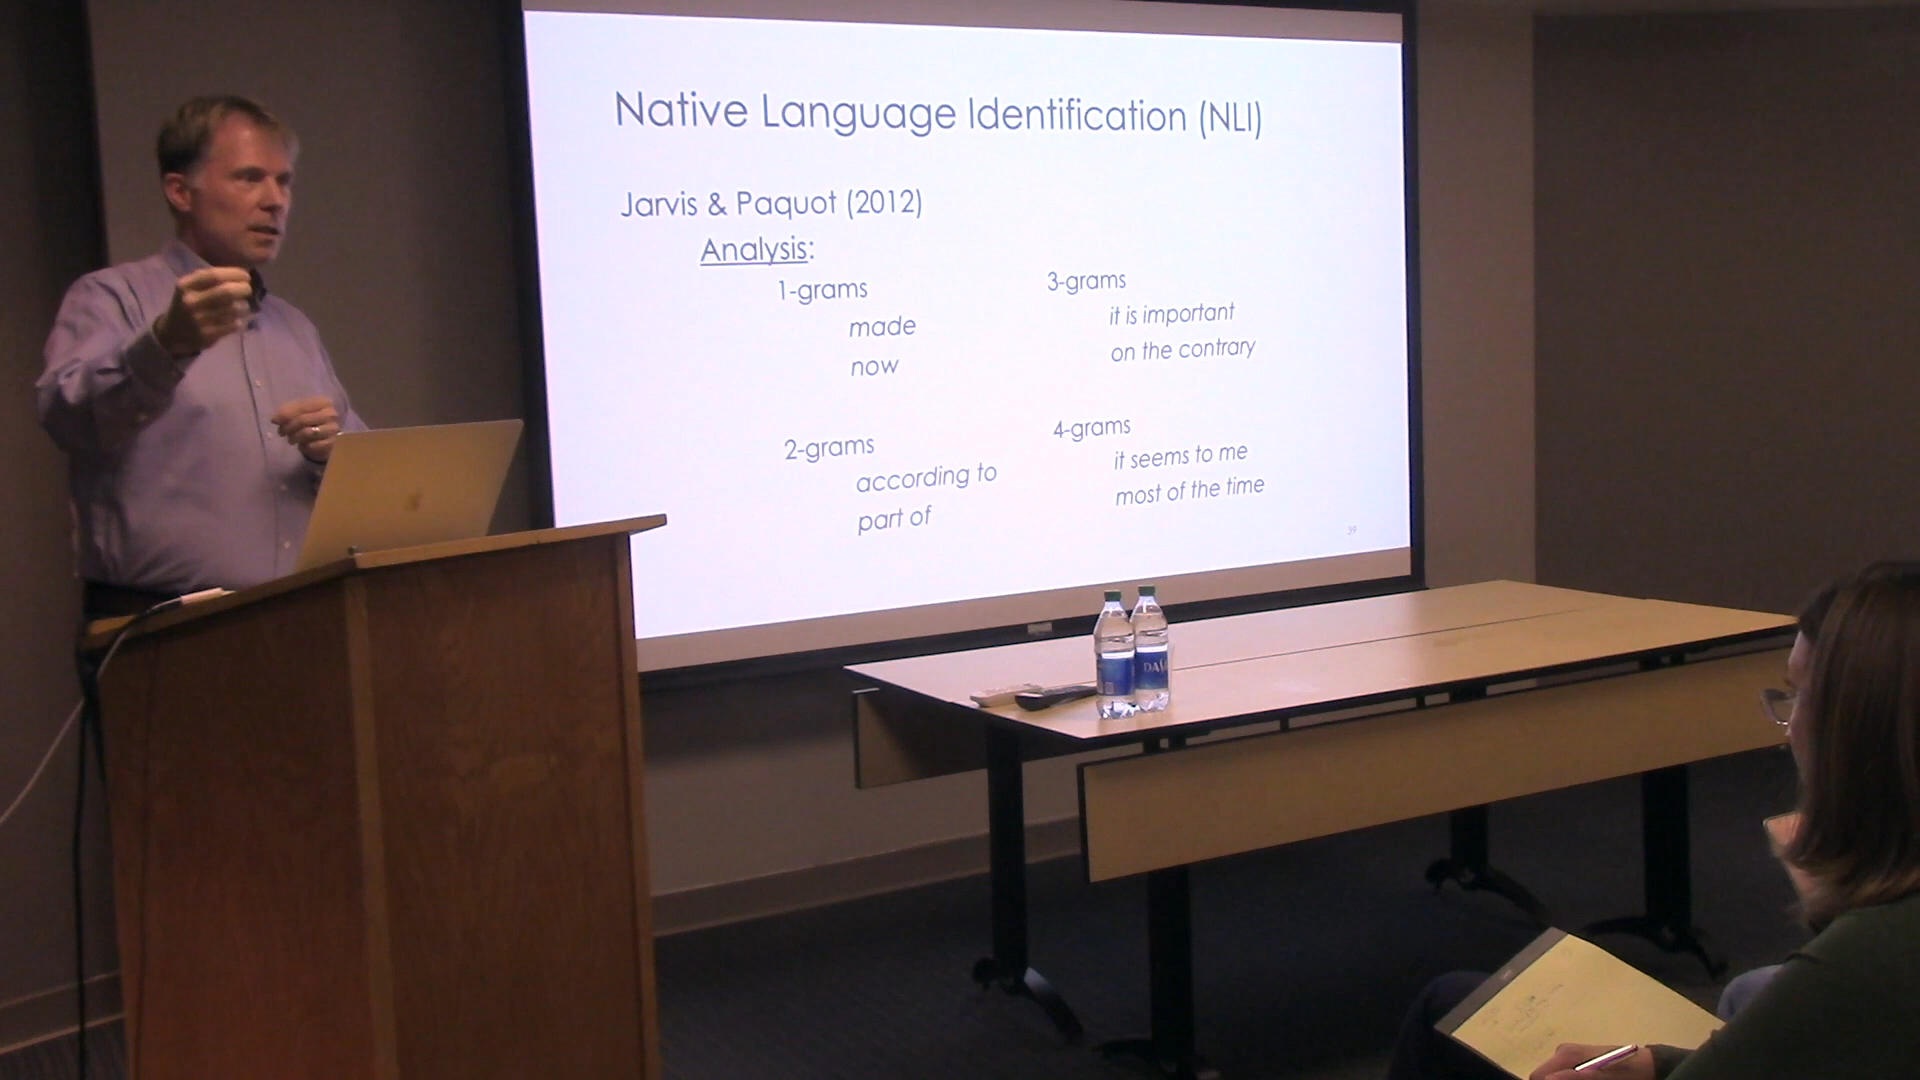 Native Language Identification (NLI)
Jarvis & Paquot (2012)
Analysis:
1-grams
made
now
2-grams
according to
part of
3-grams
it is important
on the contrary
4-grams
it seems to me
most of the time
39